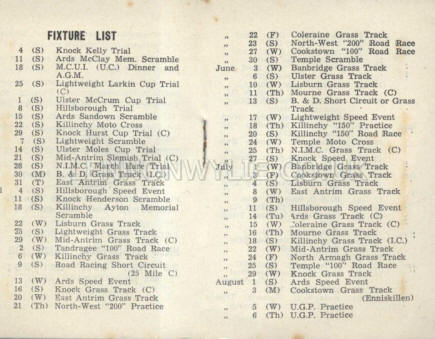 FIXTURE LIST
4 (S) Knock Kelly Trial
11 (S) Ards McClay Mem. Scramble
18 (S) M.C.U.I. (U.C.) Dinner and
A.G.M.
25 (S) Lightweight Larkin Cup Trial
(C)
1 (S) Ulster McCrum Cup Trial
8 (S) Hillsborough Trial
15 (S) Ards Sandown Scramble
22 (S) Killinchy Moto Cross
29 (S) Knock Hurst Cup Trial (C)
7 (S) Lightweight Scramble
14 (S) Ulster Moles Cup Trial
21 (S) Mid-Antrim Slemish Trial (C)
28 (S) N.I.M.C. Marth Hare Trial
30 (M) B. & D. Grass Track
31 (T) East Antrim Grass Track
4 (S) Hillsborough Speed Event
11 (S) Knock Henderson Scramble
18 (S) Killinchy Ayton Memorial
Scramble
22 (W) Lisburn Grass Track
25 (S) Lightweight Grass Track
29 (W) Mid-Antrim Grass Track (C)
2 (S) Tandragee "100" Road Race
6 (W) Killinchy Grass Track
9 (S) Road Racing Short Circuit
(25 Mile C)
13 (W) Ards Speed Event
16 (S) Knock Grass Track (C)
20 (W) East Antrim Grass Track
21 (Th) North-West "200" Practice
" 22 (F) Coleraine Grass Track
" 23 (S) North-West "200" Road Race
" 27 (W) Cookstown "100" Road Race
" 30 (S) Temple Scramble
June 3 (W) Banbridge Grass Track
" 6 (S) Ulster Grass Track
" 10 (W) Lisburn Grass Track
" 11 (Th) Mourne Grass Track (C)
" 13 (S) B. & D. Short Circuit or Grass
Track
" 17 (W) Lightweight Speed Event
" 18 (Th) Killinchy "150" Practice
" 20 (S) Killinchy "150" Road Race
" 24 (W) Temple Moto Cross
" 25 (Th) N.I.M.C. Grass Track (C)
" 27 (S) Knock Speed Event
July 1 (W) Banbridge Grass Track
" (F) Cookstown Grass Track
" 4 (S) Lisburn Grass Track
" 8 (W) East Antrim Grass Track
" 9 (Th)
" 11 (S) Hillsborough Speed Event
" 14 (Tu) Ards Grass Track (C)
" 15 (W) Coleraine Grass Track (C)
" 16 (Th) Mourne Grass Track
" 18 (S) Killinchy Grass Track (I.C.)
" 22 (W) Mid-Antrim Grass Track
" 24 (F) North Armagh Grass Track
" 25 (S) Temple "100" Road Race
" 29 (W) Knock Grass Track
August 1 (S) Ards Speed Event
" 3 (M) Cookstown Grass Track
(Enniskillen)
" 5 (W) U.G.P. Practice
" 6 (Th) U.G.P. Practice